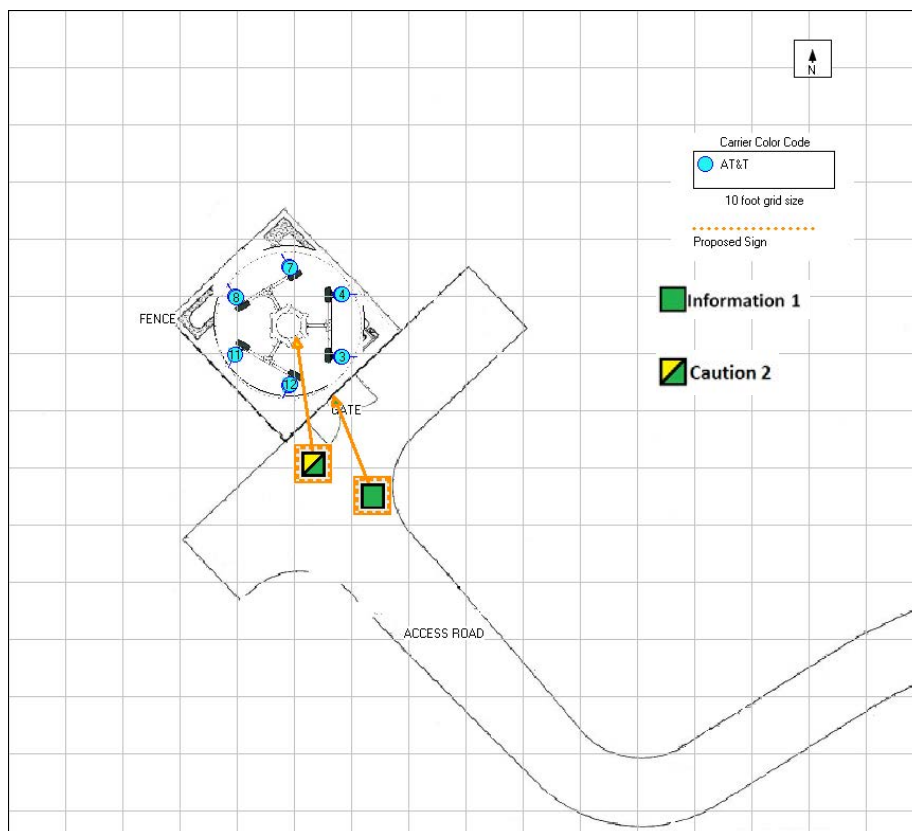 N
Carrier Color Code
AT&T
10 foot grid size
Proposed Sign
Information 1
Caution 2
7
8
4
FENCE
11
3
12
GATE
ACCESS ROAD